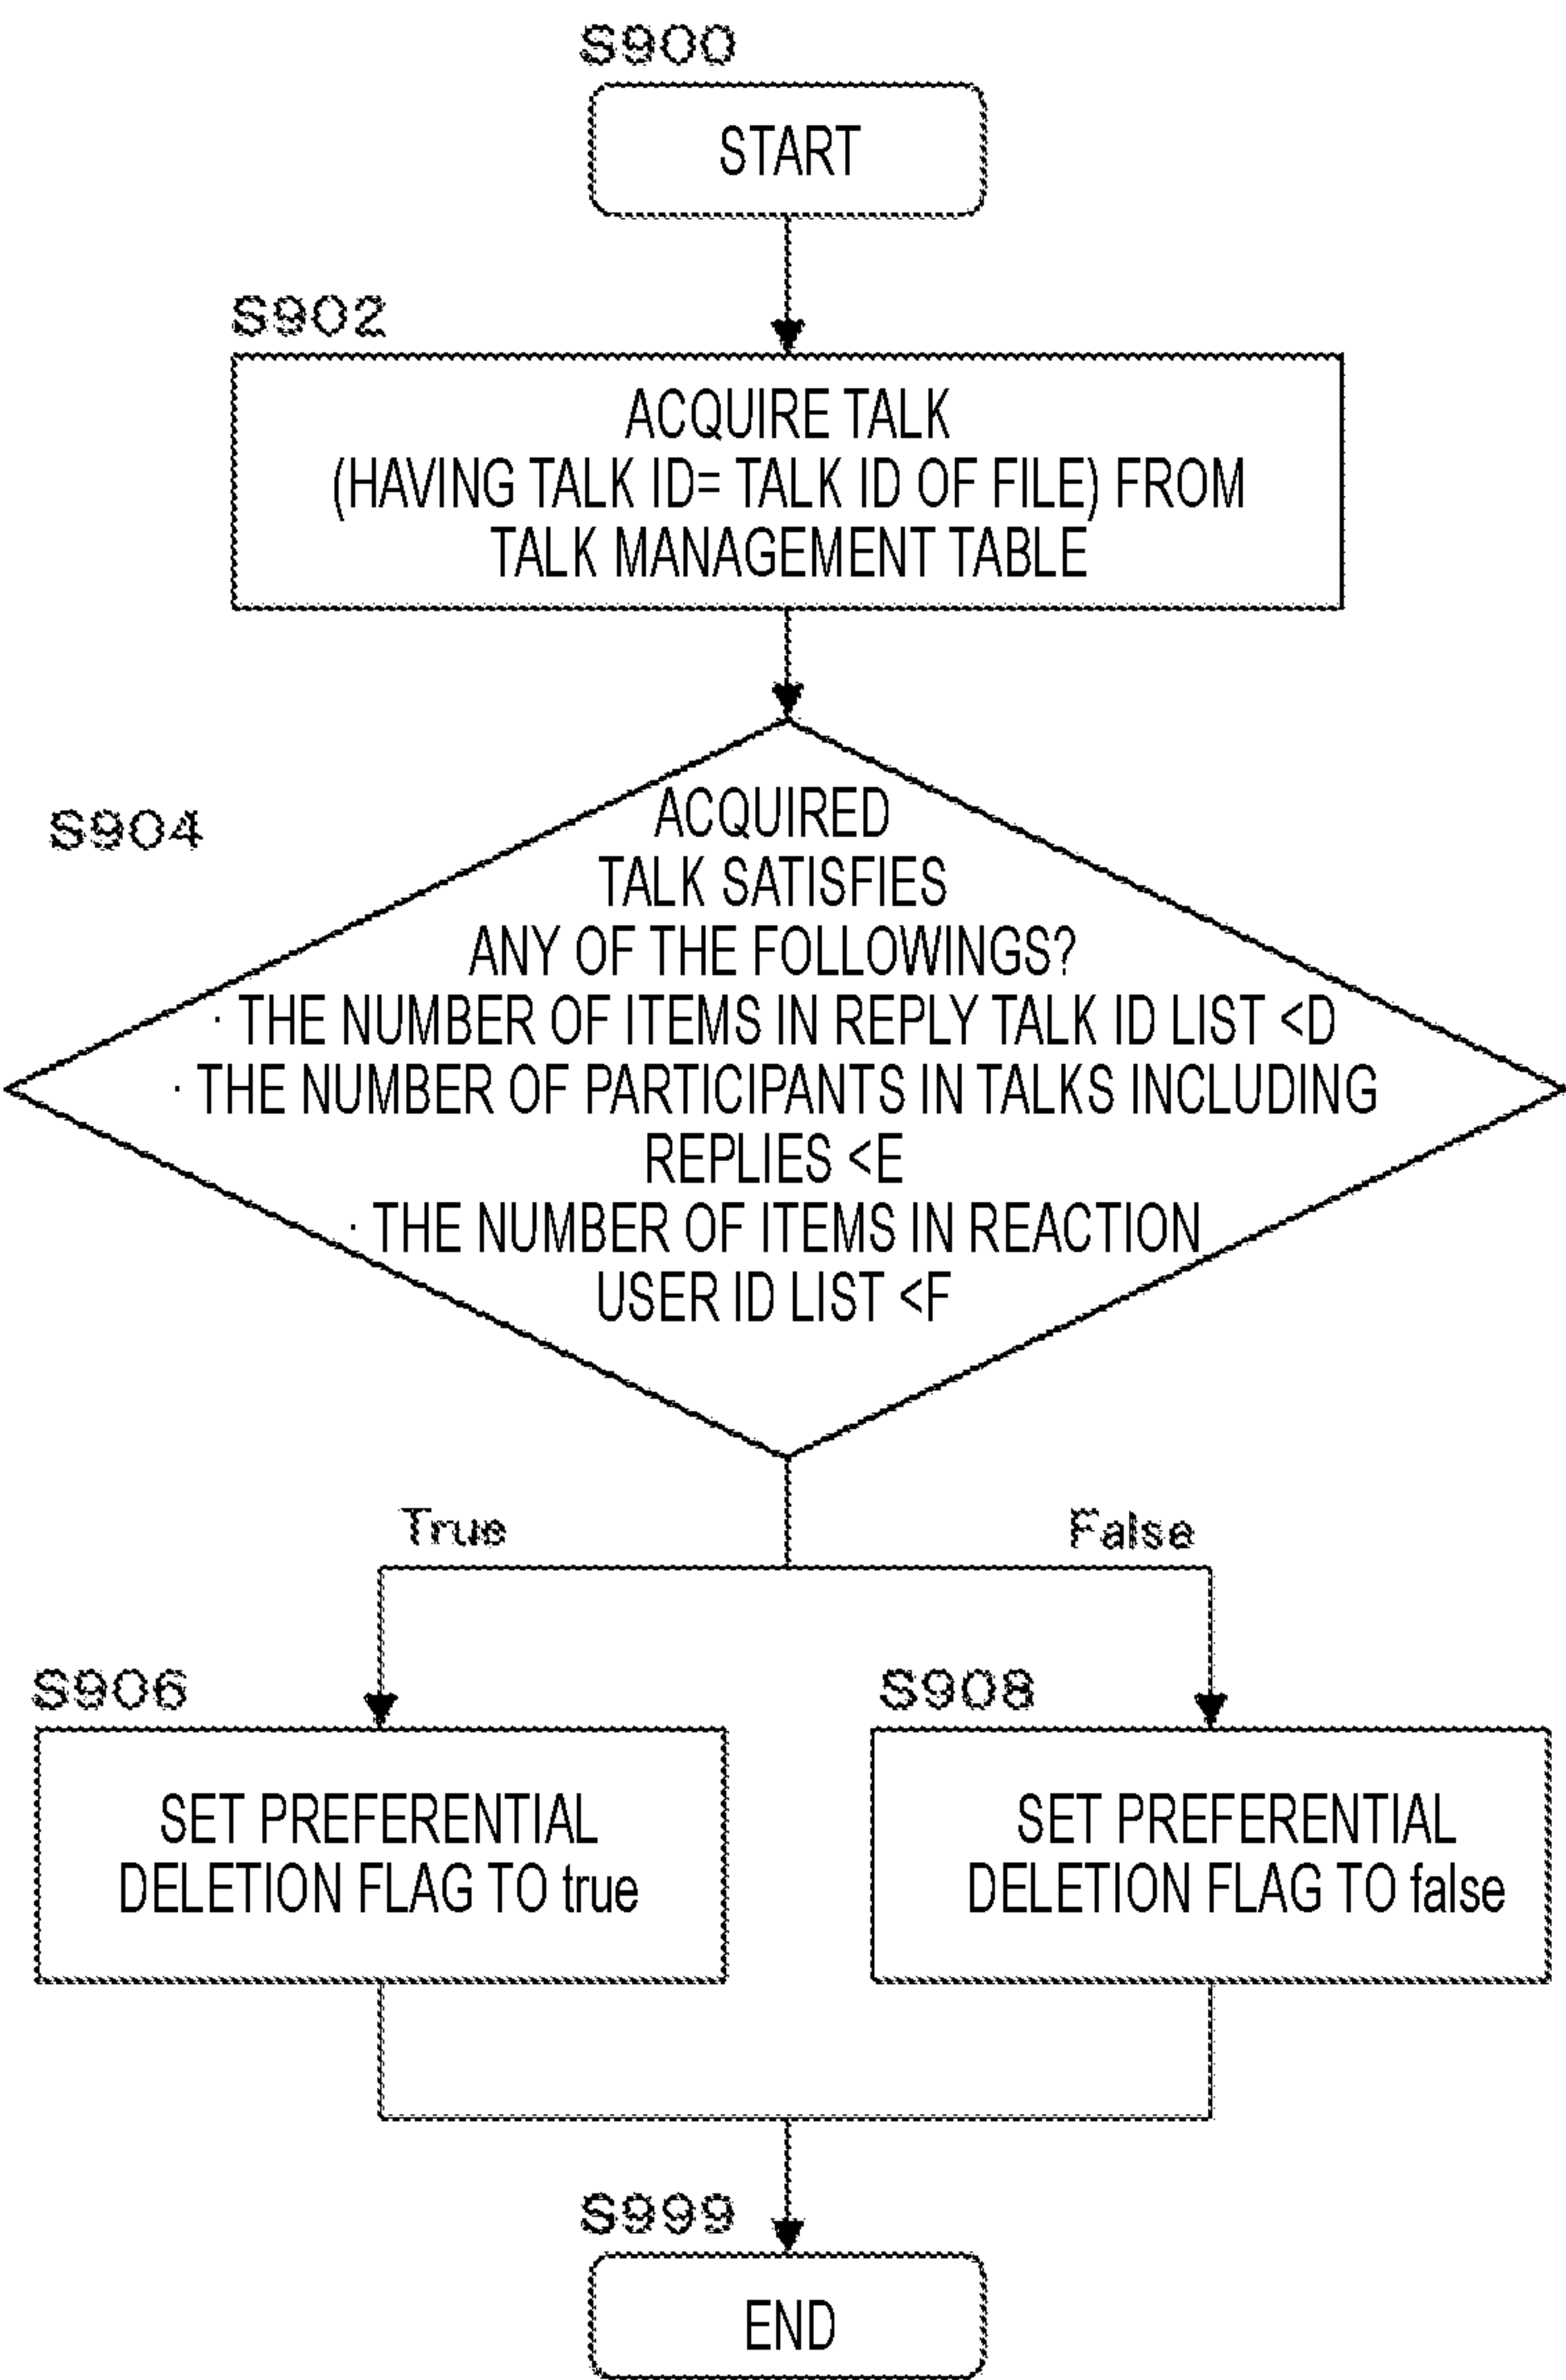 S900
START
S902
ACQUIRE TALK
(HAVING TALK ID= TALK ID OF FILE) FROM
TALK MANAGEMENT TABLE
S904
ACQUIRED
TALK SATISFIES
ANY OF THE FOLLOWINGS?
· THE NUMBER OF ITEMS IN REPLY TALK ID LIST <D
· THE NUMBER OF PARTICIPANTS IN TALKS INCLUDING
REPLIES <E
· THE NUMBER OF ITEMS IN REACTION
USER ID LIST <F
True
False
S906
SET PREFERENTIAL
DELETION FLAG TO true
S908
SET PREFERENTIAL
DELETION FLAG TO false
S999
END